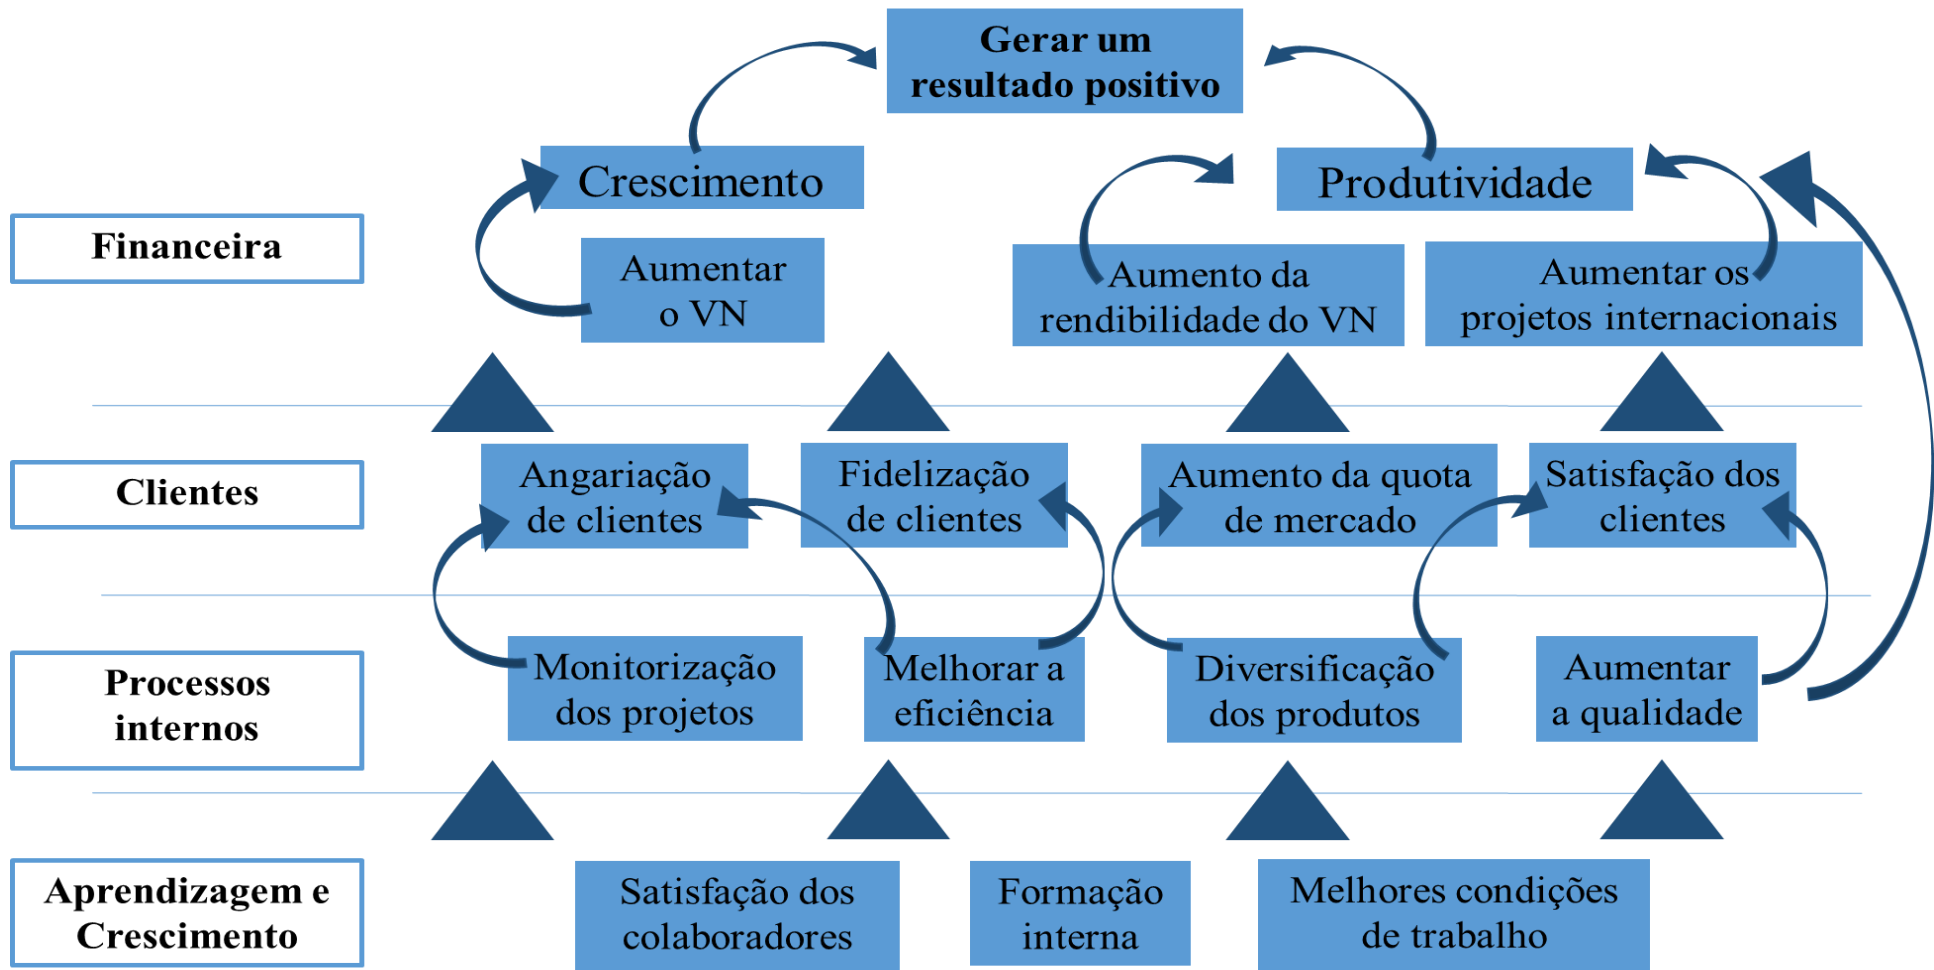 Gerar um
resultado positivo
Crescimento
Produtividade
Financeira
Aumentar
o VN
Aumento da
rendibilidade do VN
Aumentar os
projetos internacionais
Clientes
Angariação
de clientes
Fidelização
de clientes
Aumento da quota
de mercado
Satisfação dos
clientes
Processos
internos
Monitorização
dos projetos
Melhorar a
eficiência
Diversificação
dos produtos
Aumentar
a qualidade
Aprendizagem e
Crescimento
Satisfação dos
colaboradores
Formação
interna
Melhores condições
de trabalho